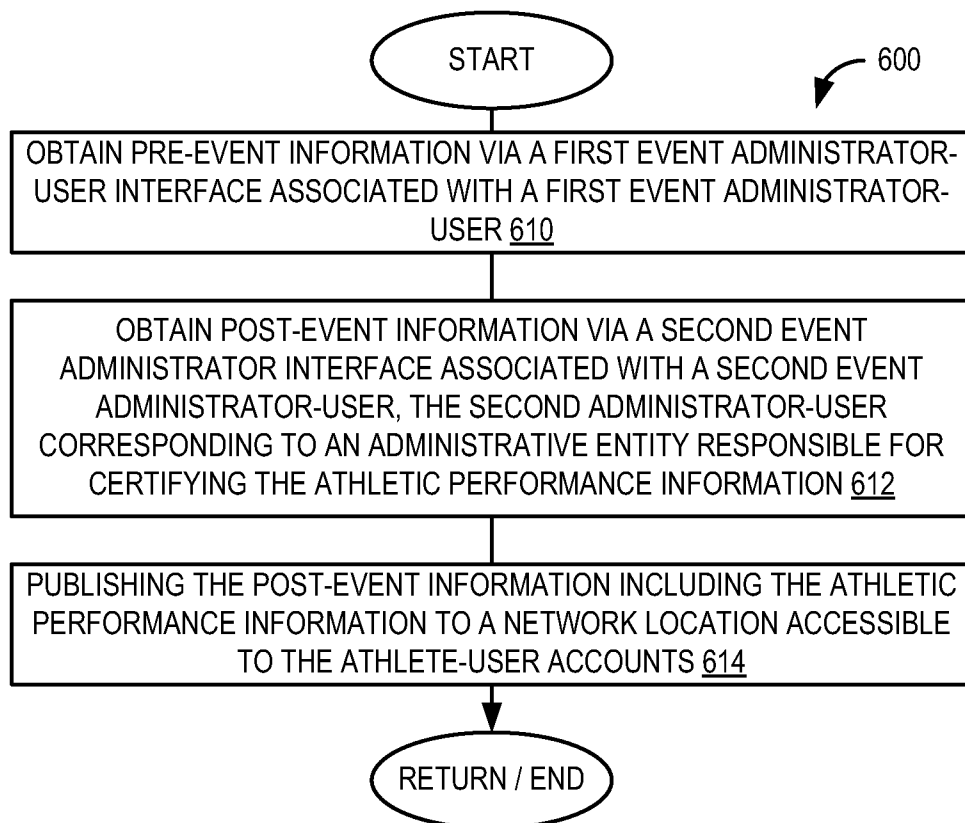 START
600
OBTAIN PRE-EVENT INFORMATION VIA A FIRST EVENT ADMINISTRATOR-
USER INTERFACE ASSOCIATED WITH A FIRST EVENT ADMINISTRATOR-
USER 610
OBTAIN POST-EVENT INFORMATION VIA A SECOND EVENT
ADMINISTRATOR INTERFACE ASSOCIATED WITH A SECOND EVENT
ADMINISTRATOR-USER, THE SECOND ADMINISTRATOR-USER
CORRESPONDING TO AN ADMINISTRATIVE ENTITY RESPONSIBLE FOR
CERTIFYING THE ATHLETIC PERFORMANCE INFORMATION 612
PUBLISHING THE POST-EVENT INFORMATION INCLUDING THE ATHLETIC
PERFORMANCE INFORMATION TO A NETWORK LOCATION ACCESSIBLE
TO THE ATHLETE-USER ACCOUNTS 614
RETURN / END